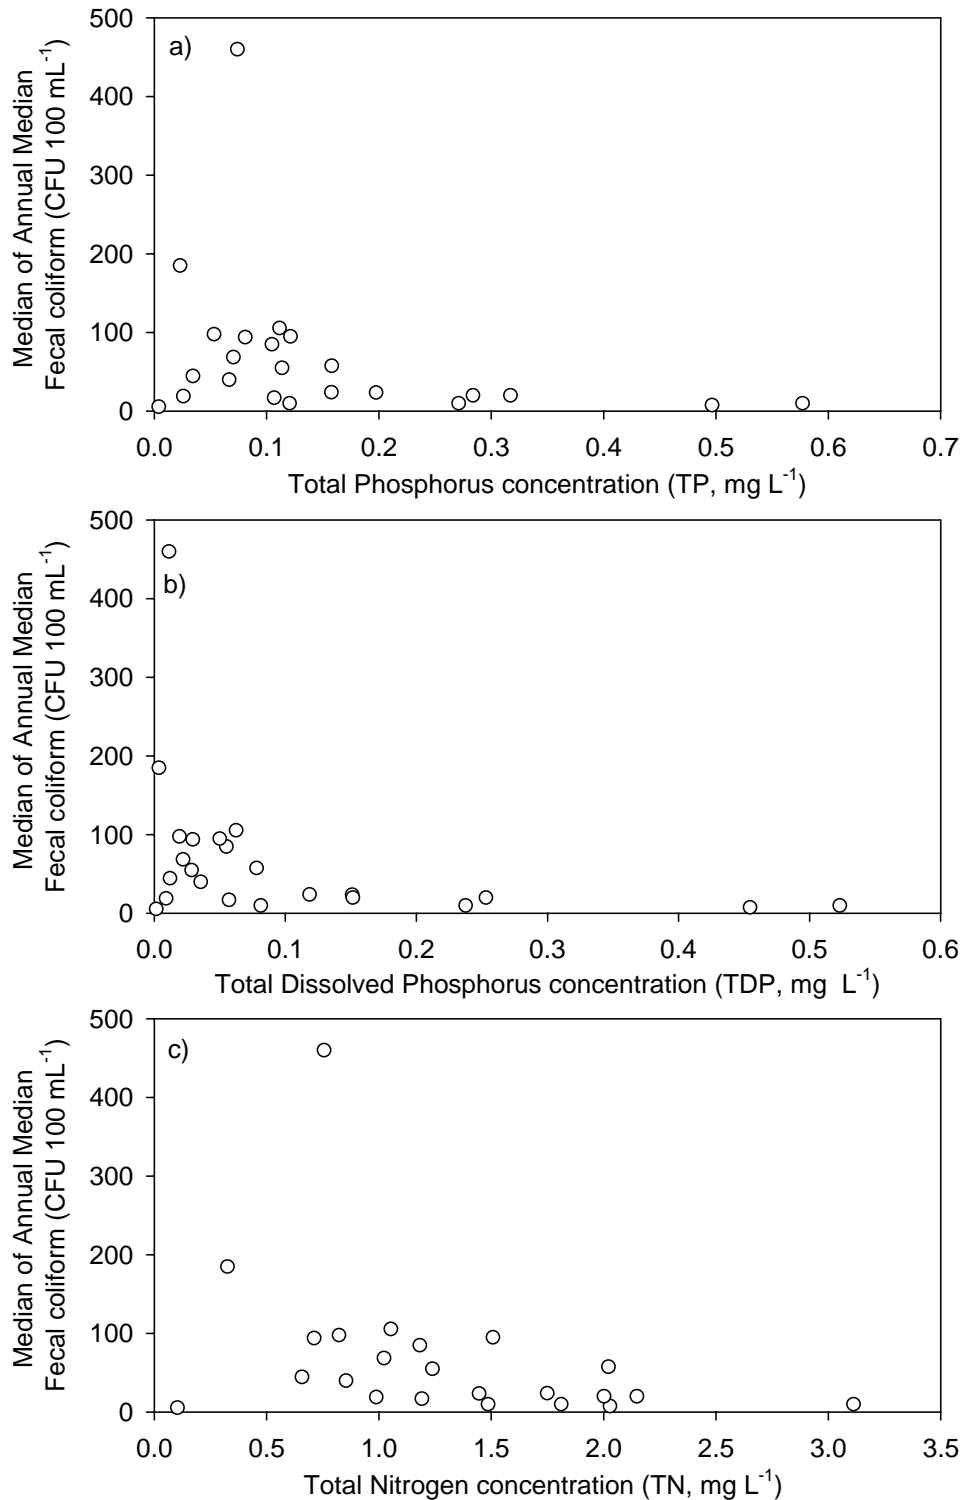 Median of Annual Median
Fecal coliform (CFU 100 mL⁻¹)
500
400
300
200
100
0
a)
0.0 0.1 0.2 0.3 0.4 0.5 0.6 0.7
Total Phosphorus concentration (TP, mg L⁻¹)
Median of Annual Median
Fecal coliform (CFU 100 mL⁻¹)
500
400
300
200
100
0
b)
0.0 0.1 0.2 0.3 0.4 0.5 0.6
Total Dissolved Phosphorus concentration (TDP, mg L⁻¹)
Median of Annual Median
Fecal coliform (CFU 100 mL⁻¹)
500
400
300
200
100
0
c)
0.0 0.5 1.0 1.5 2.0 2.5 3.0 3.5
Total Nitrogen concentration (TN, mg L⁻¹)